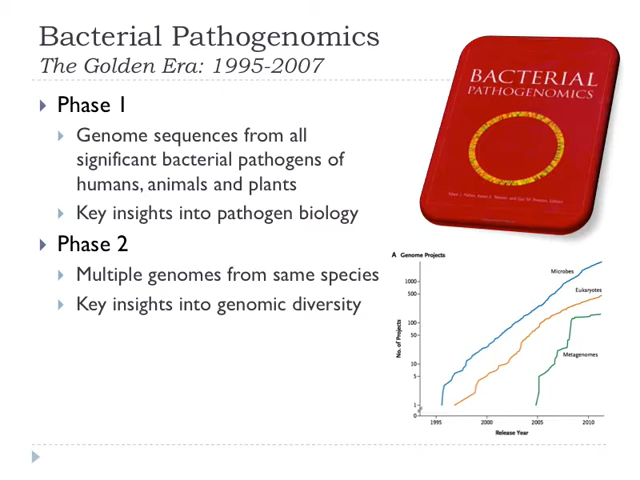 Bacterial Pathogenomics
The Golden Era: 1995-2007
Phase 1
Genome sequences from all
significant bacterial pathogens of
humans, animals and plants
Key insights into pathogen biology
Phase 2
Multiple genomes from same species
Key insights into genomic diversity
BACTERIAL
PATHOGENOMICS
A Genome Projects
No. of Projects
1000
500
100
50
10
5
1
0
Microbes
Eukaryotes
Metagenomes
1995 2000 2005 2010
Release Year